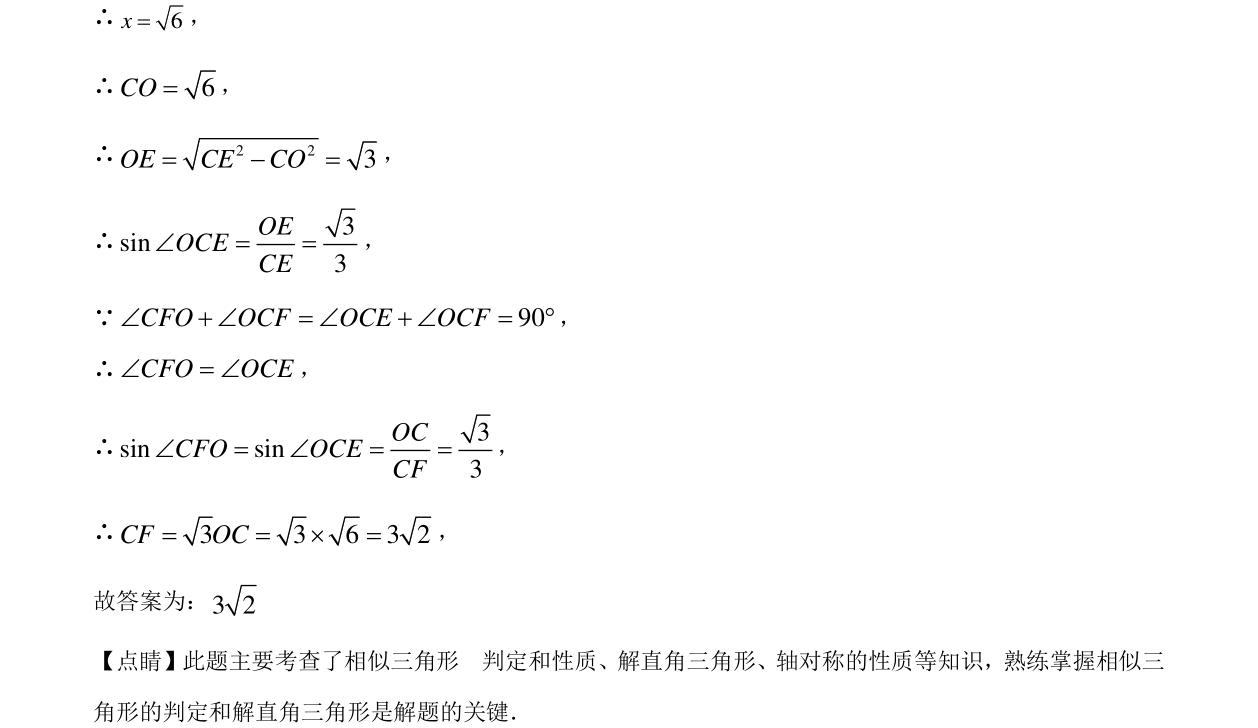 ∴ x = √6，
∴ CO = √6，
∴ OE = √(CE² − CO²) = √3，
∴ sin∠OCE = OE/CE = √3/3，
∵ ∠CFO + ∠OCF = ∠OCE + ∠OCF = 90°，
∴ ∠CFO = ∠OCE，
∴ sin∠CFO = sin∠OCE = OC/CF = √3/3，
∴ CF = √3OC = √3 × √6 = 3√2，
故答案为：3√2
【点睛】此题主要考查了相似三角形 判定和性质、解直角三角形、轴对称的性质等知识，熟练掌握相似三
角形的判定和解直角三角形是解题的关键．